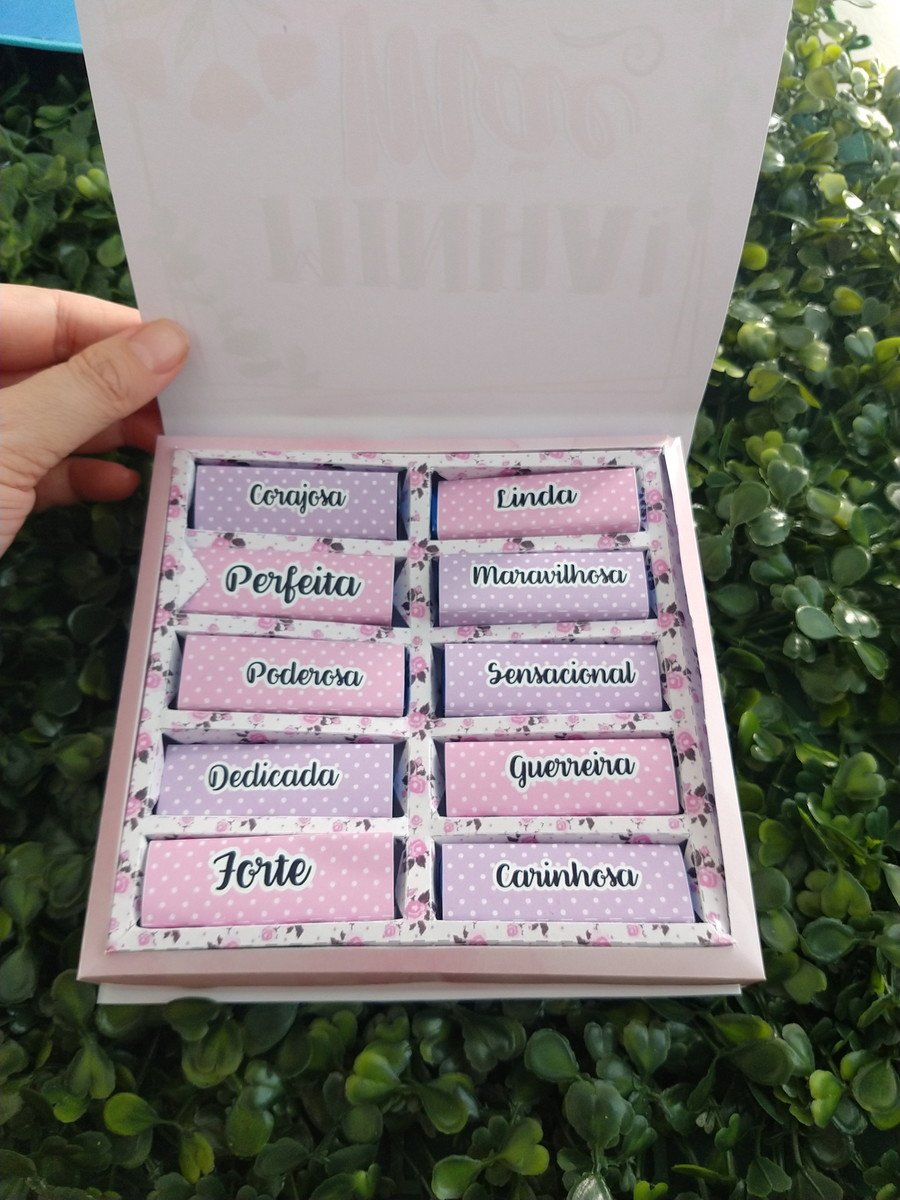 Corajosa
Linda
Perfeita
Maravilhosa
Poderosa
Sensacional
Dedicada
Guerreira
Forte
Carinhosa